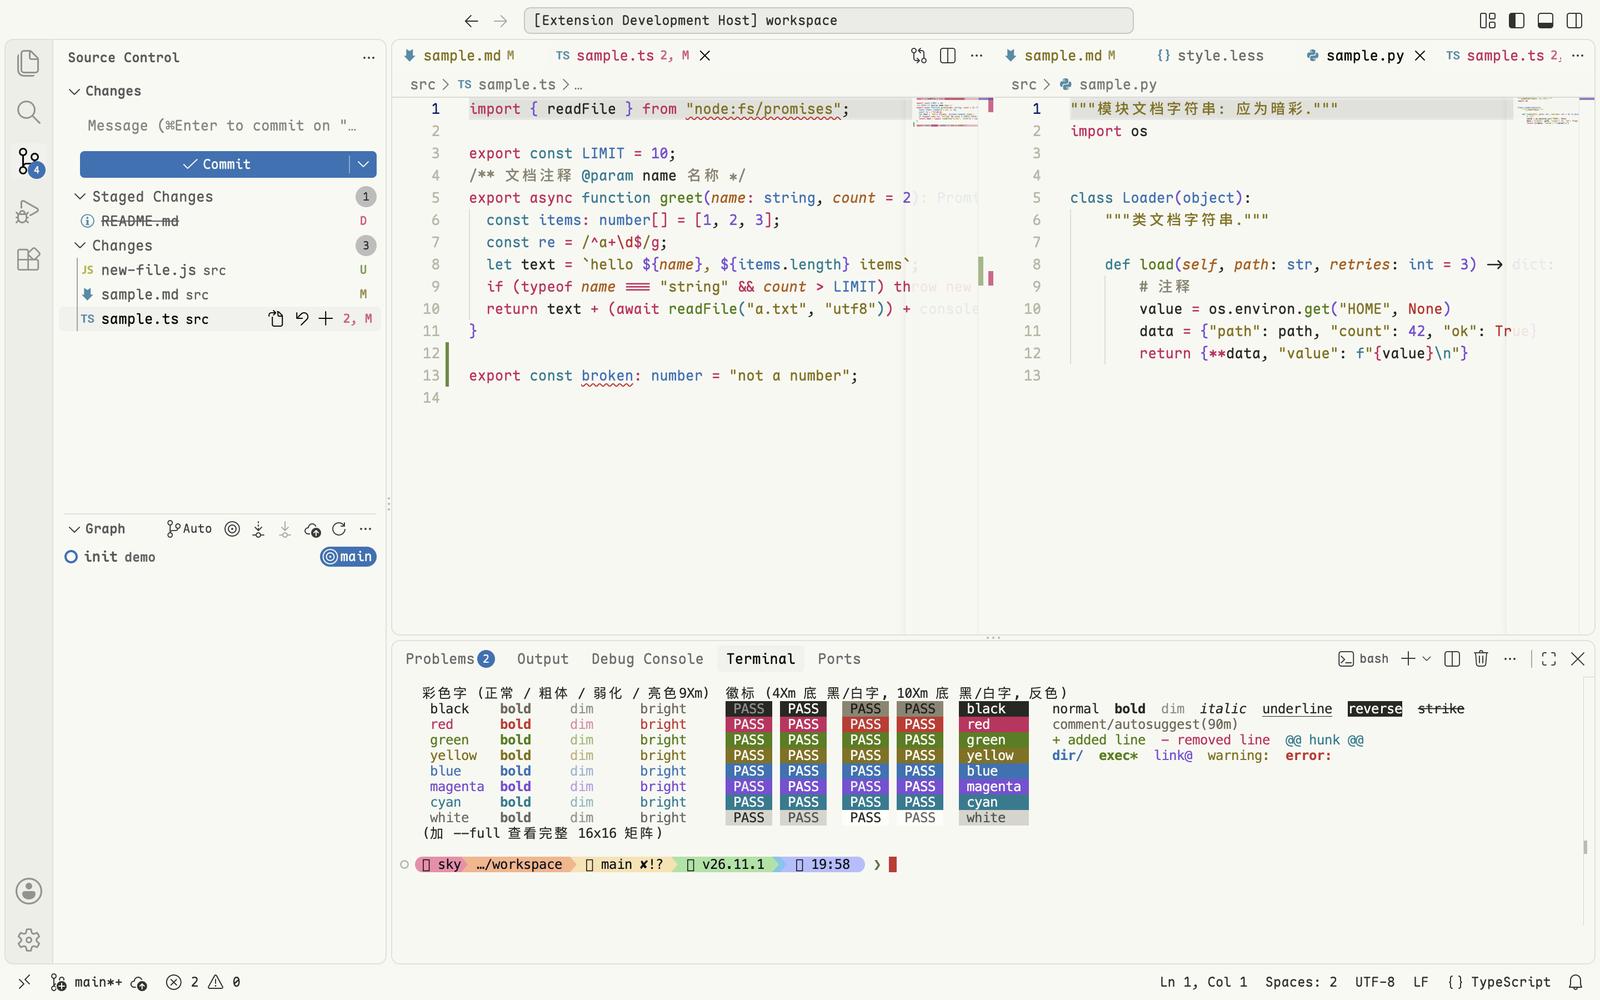 [Extension Development Host] workspace
Source Control
Changes
Message (⌘Enter to commit on "…
Commit
Staged Changes 1
README.md D
Changes 3
JS new-file.js src U
sample.md src M
TS sample.ts src 2, M
Graph Auto
init demo main
4
sample.md M TS sample.ts 2, M
src > TS sample.ts > …
1 import { readFile } from "node:fs/promises";
2
3 export const LIMIT = 10;
4 /** 文档注释 @param name 名称 */
5 export async function greet(name: string, count = 2): Promi
6 const items: number[] = [1, 2, 3];
7 const re = /^a+\d$/g;
8 let text = `hello ${name}, ${items.length} items`;
9 if (typeof name === "string" && count > LIMIT) throw new
10 return text + (await readFile("a.txt", "utf8")) + console
11 }
12
13 export const broken: number = "not a number";
14
sample.md M {} style.less sample.py TS sample.ts 2,
src > sample.py
1 """模块文档字符串: 应为暗彩."""
2 import os
3
4
5 class Loader(object):
6 """类文档字符串."""
7
8 def load(self, path: str, retries: int = 3) -> dict:
9 # 注释
10 value = os.environ.get("HOME", None)
11 data = {"path": path, "count": 42, "ok": True}
12 return {**data, "value": f"{value}\n"}
13
Problems 2 Output Debug Console Terminal Ports bash
彩色字 (正常 / 粗体 / 弱化 / 亮色9Xm) 徽标 (4Xm 底 黑/白字, 10Xm 底 黑/白字, 反色)
black bold dim bright PASS PASS PASS PASS black normal bold dim italic underline reverse strike
red bold dim bright PASS PASS PASS PASS red comment/autosuggest(90m)
green bold dim bright PASS PASS PASS PASS green + added line - removed line @@ hunk @@
yellow bold dim bright PASS PASS PASS PASS yellow dir/ exec* link@ warning: error:
blue bold dim bright PASS PASS PASS PASS blue
magenta bold dim bright PASS PASS PASS PASS magenta
cyan bold dim bright PASS PASS PASS PASS cyan
white bold dim bright PASS PASS PASS PASS white
(加 --full 查看完整 16x16 矩阵)
sky …/workspace main ✘!? v26.11.1 19:58 ❯
main*+ 2 0 Ln 1, Col 1 Spaces: 2 UTF-8 LF {} TypeScript